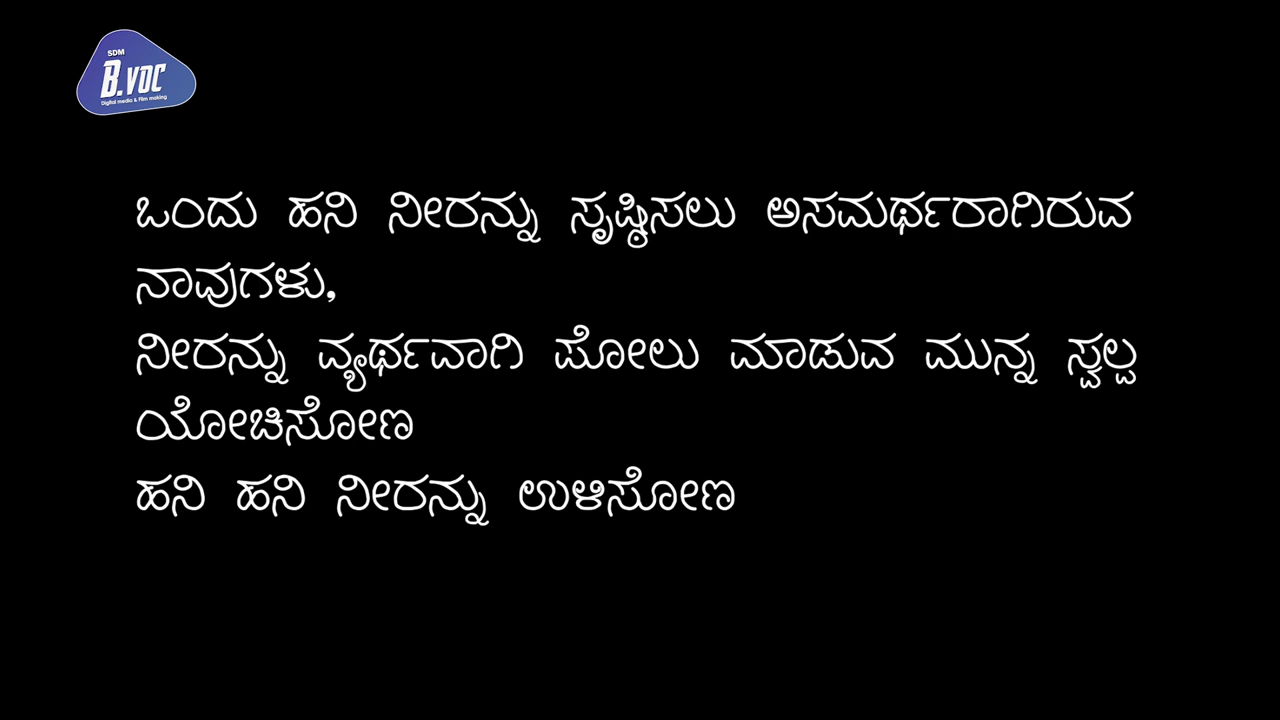 SDM
B.VOC
Digital media & Film making
ಒಂದು ಹನಿ ನೀರನ್ನು ಸೃಷ್ಠಿಸಲು ಅಸಮರ್ಥರಾಗಿರುವ
ನಾವುಗಳು,
ನೀರನ್ನು ವ್ಯರ್ಥವಾಗಿ ಪೋಲು ಮಾಡುವ ಮುನ್ನ ಸ್ವಲ್ಪ
ಯೋಚಿಸೋಣ
ಹನಿ ಹನಿ ನೀರನ್ನು ಉಳಿಸೋಣ